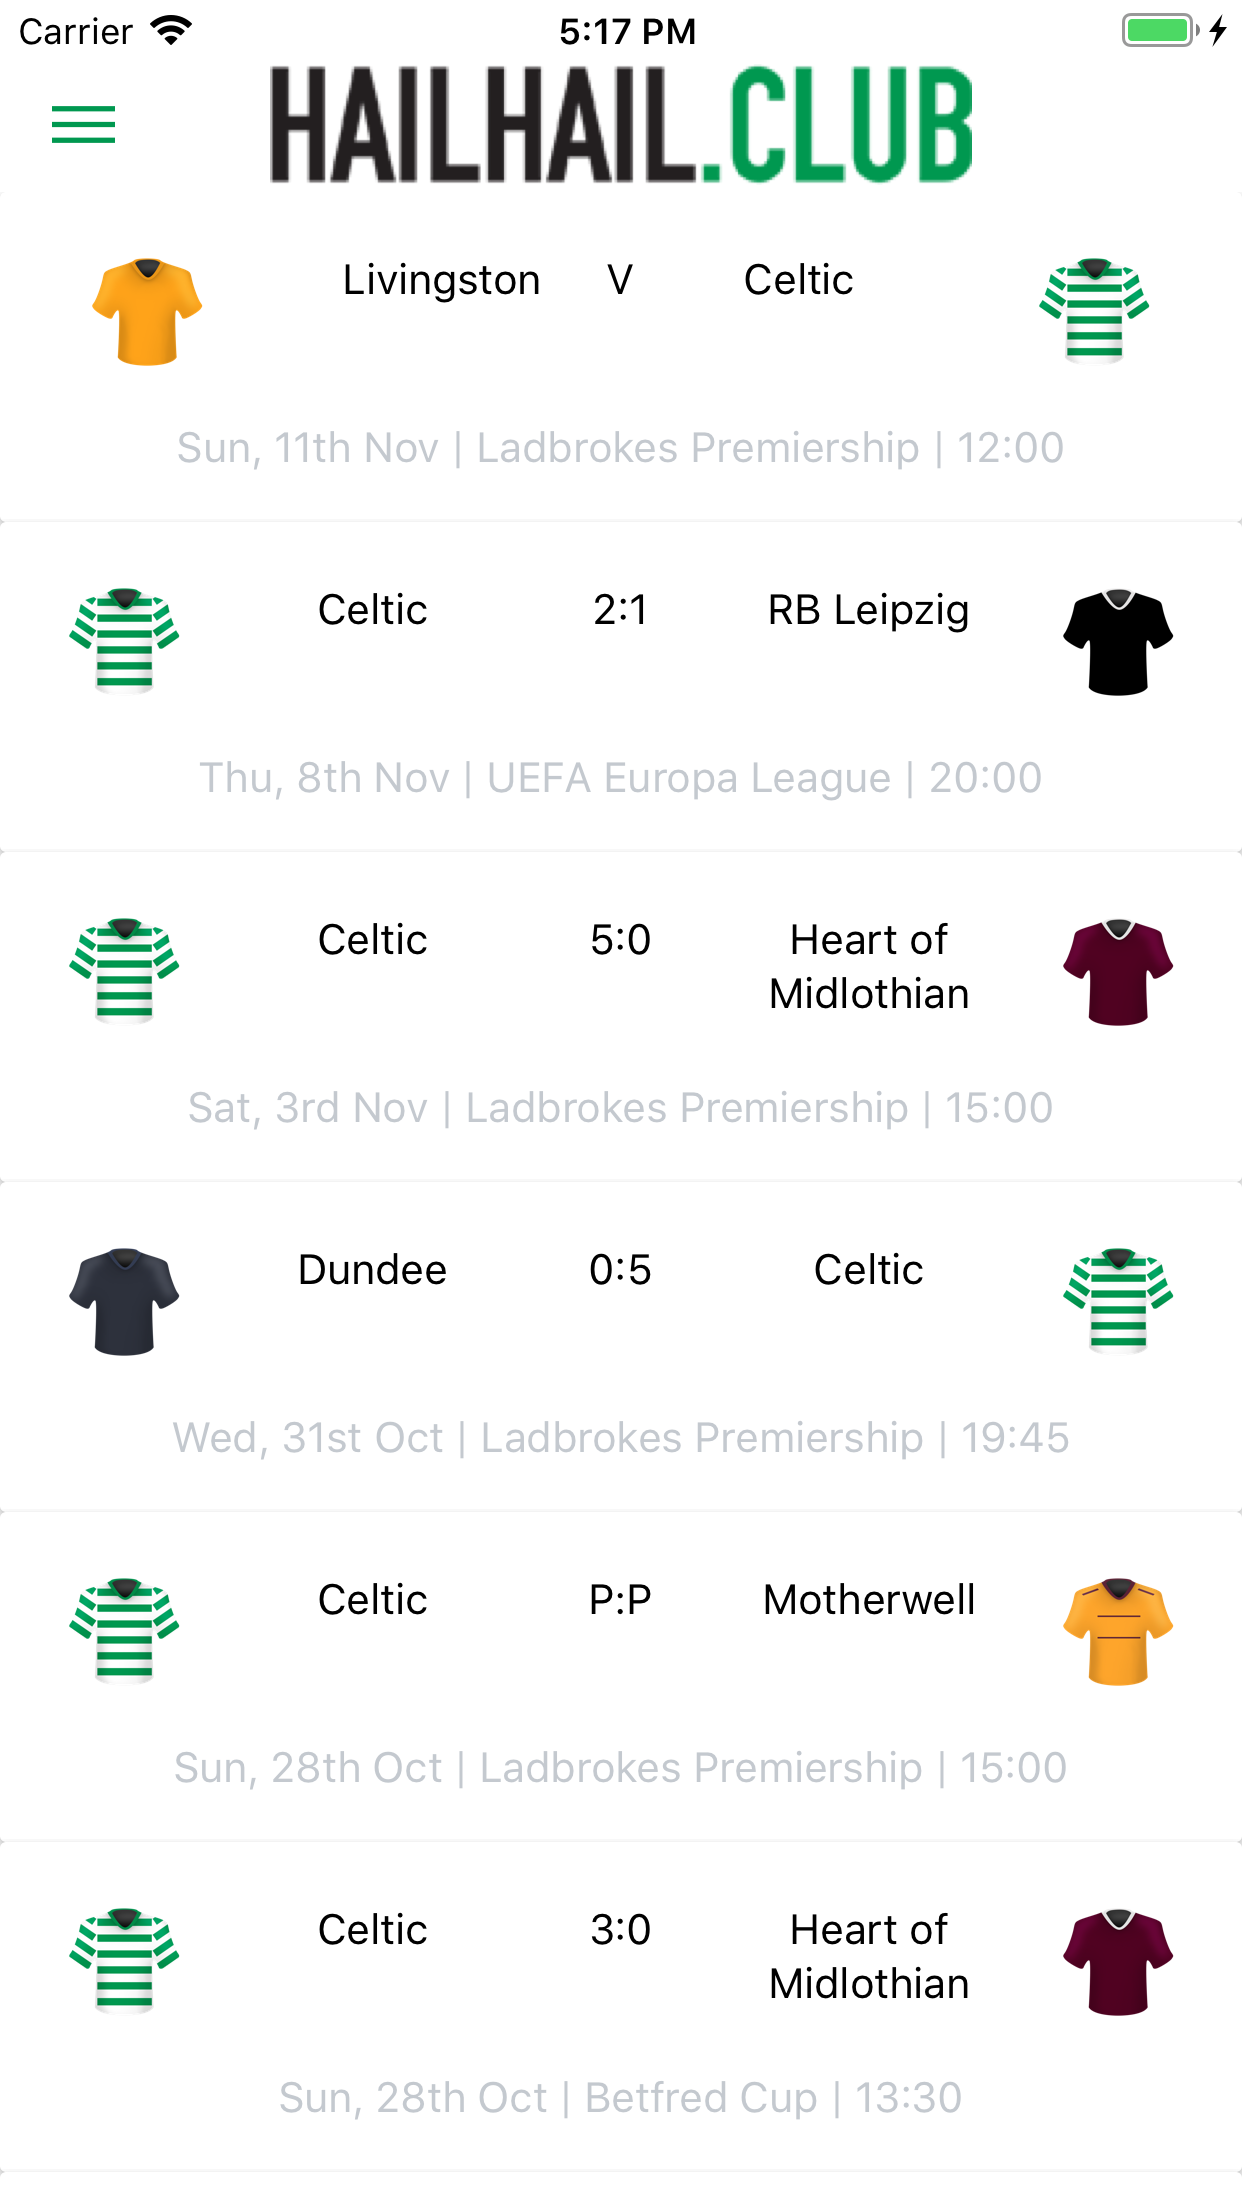 Carrier 5:17 PM
HAILHAIL.CLUB
Livingston V Celtic
Sun, 11th Nov | Ladbrokes Premiership | 12:00
Celtic 2:1 RB Leipzig
Thu, 8th Nov | UEFA Europa League | 20:00
Celtic 5:0 Heart of
Midlothian
Sat, 3rd Nov | Ladbrokes Premiership | 15:00
Dundee 0:5 Celtic
Wed, 31st Oct | Ladbrokes Premiership | 19:45
Celtic P:P Motherwell
Sun, 28th Oct | Ladbrokes Premiership | 15:00
Celtic 3:0 Heart of
Midlothian
Sun, 28th Oct | Betfred Cup | 13:30